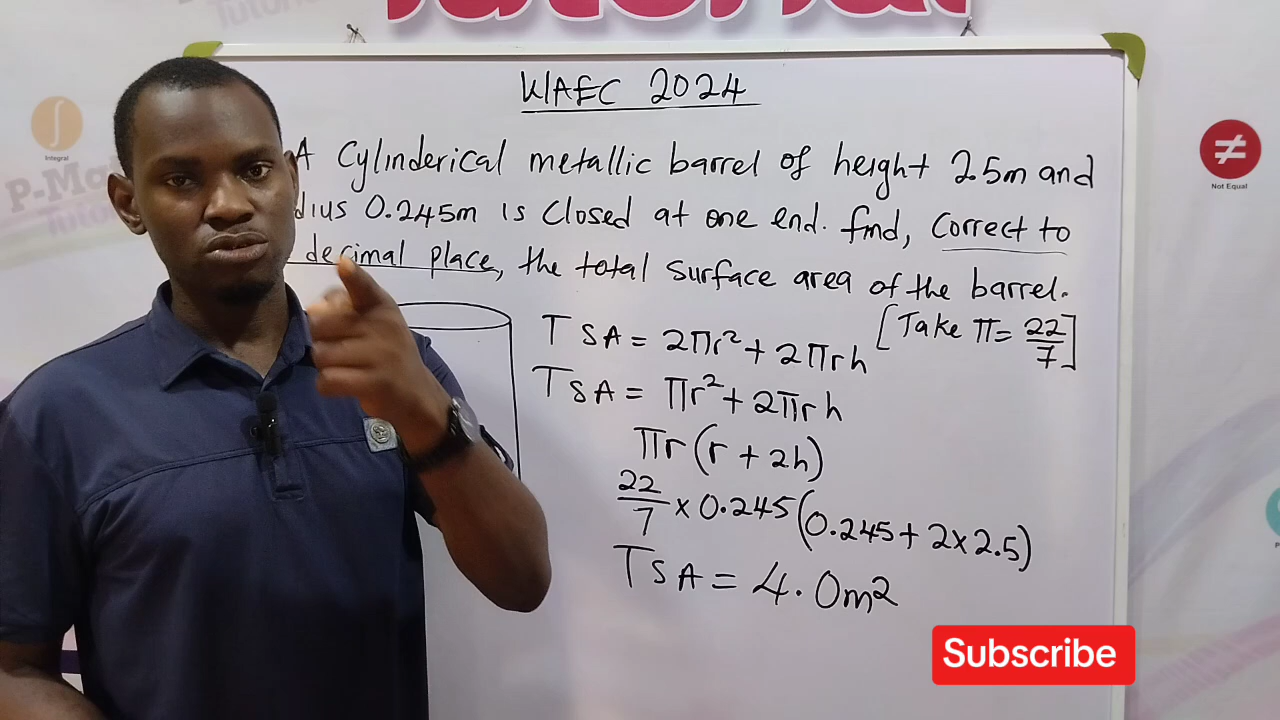 Tutorial
WAEC 2024
A Cylinderical metallic barrel of height 2.5m and
dius 0.245m is Closed at one end. find, Correct to
decimal place, the total surface area of the barrel.
[Take π = 22/7]
TSA = 2πr² + 2πrh
TSA = πr² + 2πrh
πr(r + 2h)
22/7 × 0.245(0.245 + 2×2.5)
TSA = 4.0m²
Integral
P-Mat
Tutor
Not Equal
Subscribe